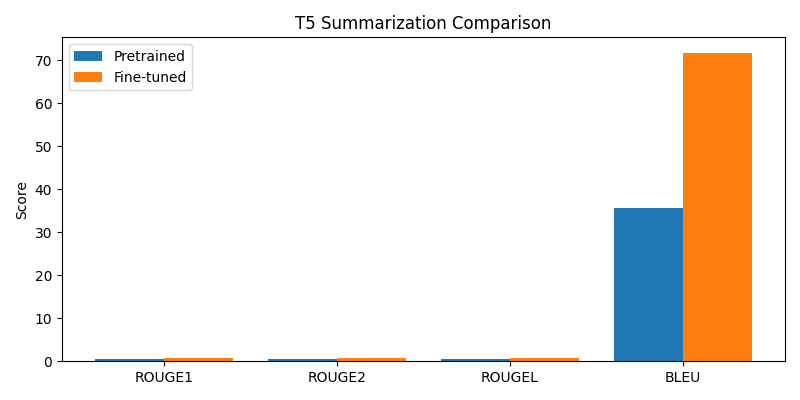 T5 Summarization Comparison
Pretrained
Fine-tuned
Score
70
60
50
40
30
20
10
0
ROUGE1 ROUGE2 ROUGEL BLEU